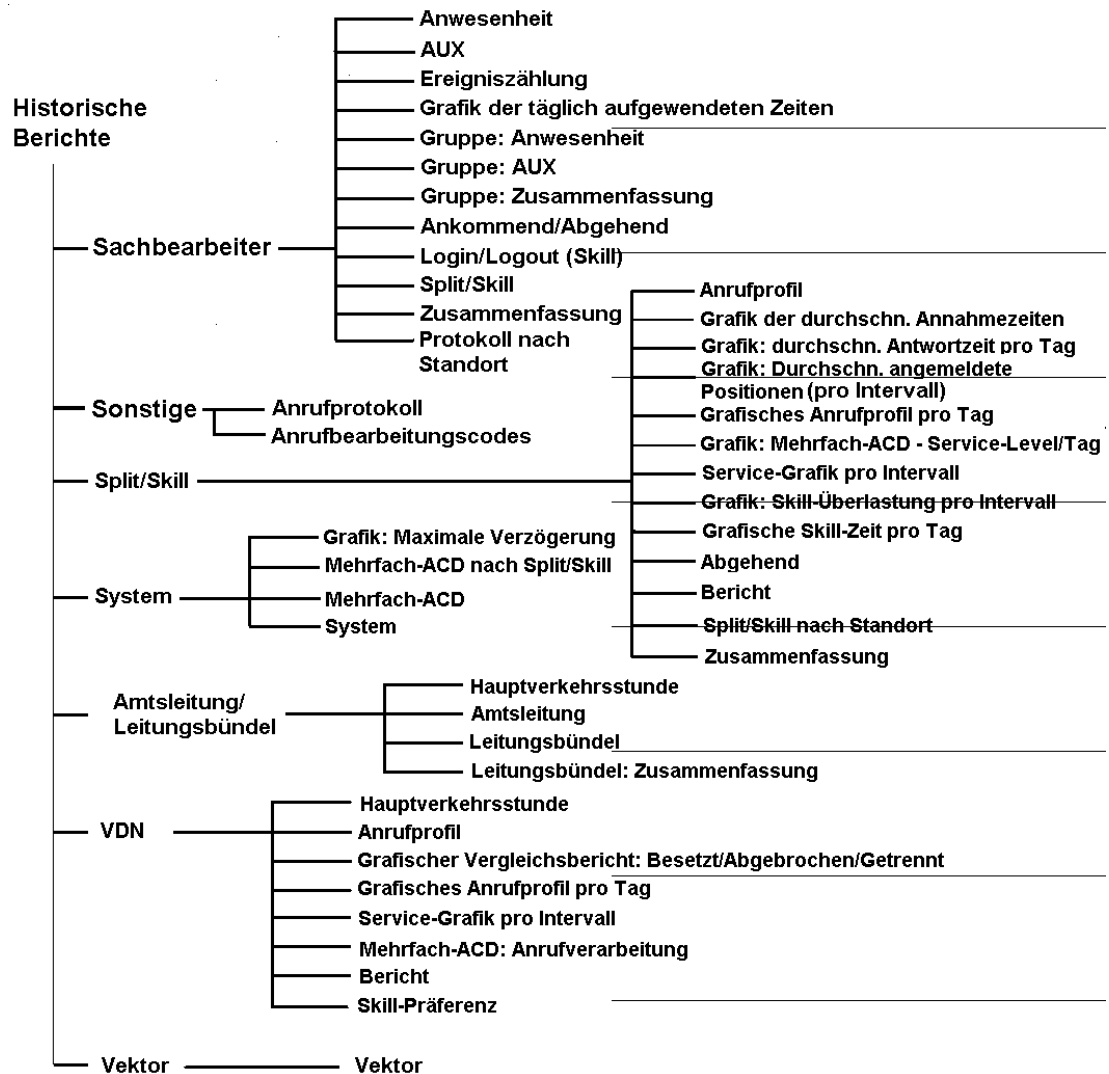 Historische
Berichte
Sachbearbeiter
Anwesenheit
AUX
Ereigniszählung
Grafik der täglich aufgewendeten Zeiten
Gruppe: Anwesenheit
Gruppe: AUX
Gruppe: Zusammenfassung
Ankommend/Abgehend
Login/Logout (Skill)
Split/Skill
Zusammenfassung
Protokoll nach
Standort
Sonstige
Anrufprotokoll
Anrufbearbeitungscodes
Split/Skill
Anrufprofil
Grafik der durchschn. Annahmezeiten
Grafik: durchschn. Antwortzeit pro Tag
Grafik: Durchschn. angemeldete
Positionen (pro Intervall)
Grafisches Anrufprofil pro Tag
Grafik: Mehrfach-ACD - Service-Level/Tag
Service-Grafik pro Intervall
Grafik: Skill-Überlastung pro Intervall
Grafische Skill-Zeit pro Tag
Abgehend
Bericht
Split/Skill nach Standort
Zusammenfassung
System
Grafik: Maximale Verzögerung
Mehrfach-ACD nach Split/Skill
Mehrfach-ACD
System
Amtsleitung/
Leitungsbündel
Hauptverkehrsstunde
Amtsleitung
Leitungsbündel
Leitungsbündel: Zusammenfassung
VDN
Hauptverkehrsstunde
Anrufprofil
Grafischer Vergleichsbericht: Besetzt/Abgebrochen/Getrennt
Grafisches Anrufprofil pro Tag
Service-Grafik pro Intervall
Mehrfach-ACD: Anrufverarbeitung
Bericht
Skill-Präferenz
Vektor
Vektor